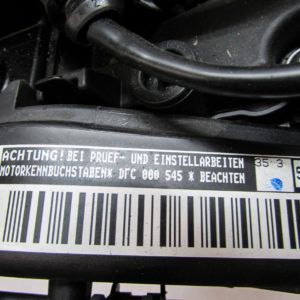 ACHTUNG! BEI PRUEF- UND EINSTELLARBEITEN
MOTORKENNBUCHSTABEN* DFC 000 545 * BEACHTEN